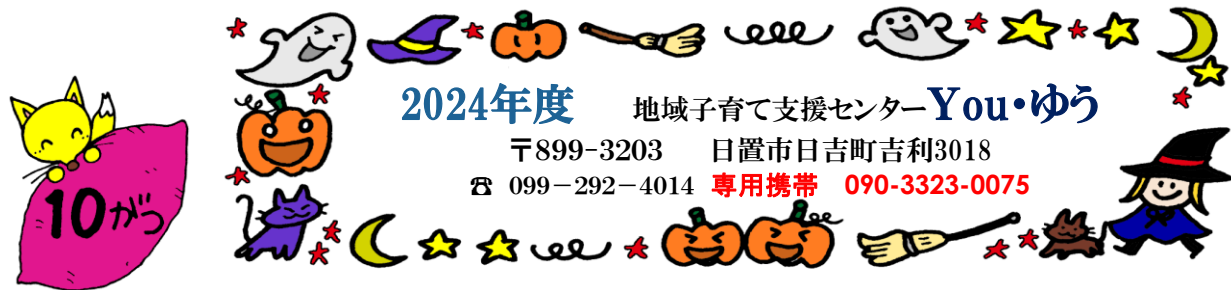 10がつ
2024年度　地域子育て支援センターYou・ゆう
〒899-3203　日置市日吉町吉利3018
☎ 099－292－4014　専用携帯　090-3323-0075